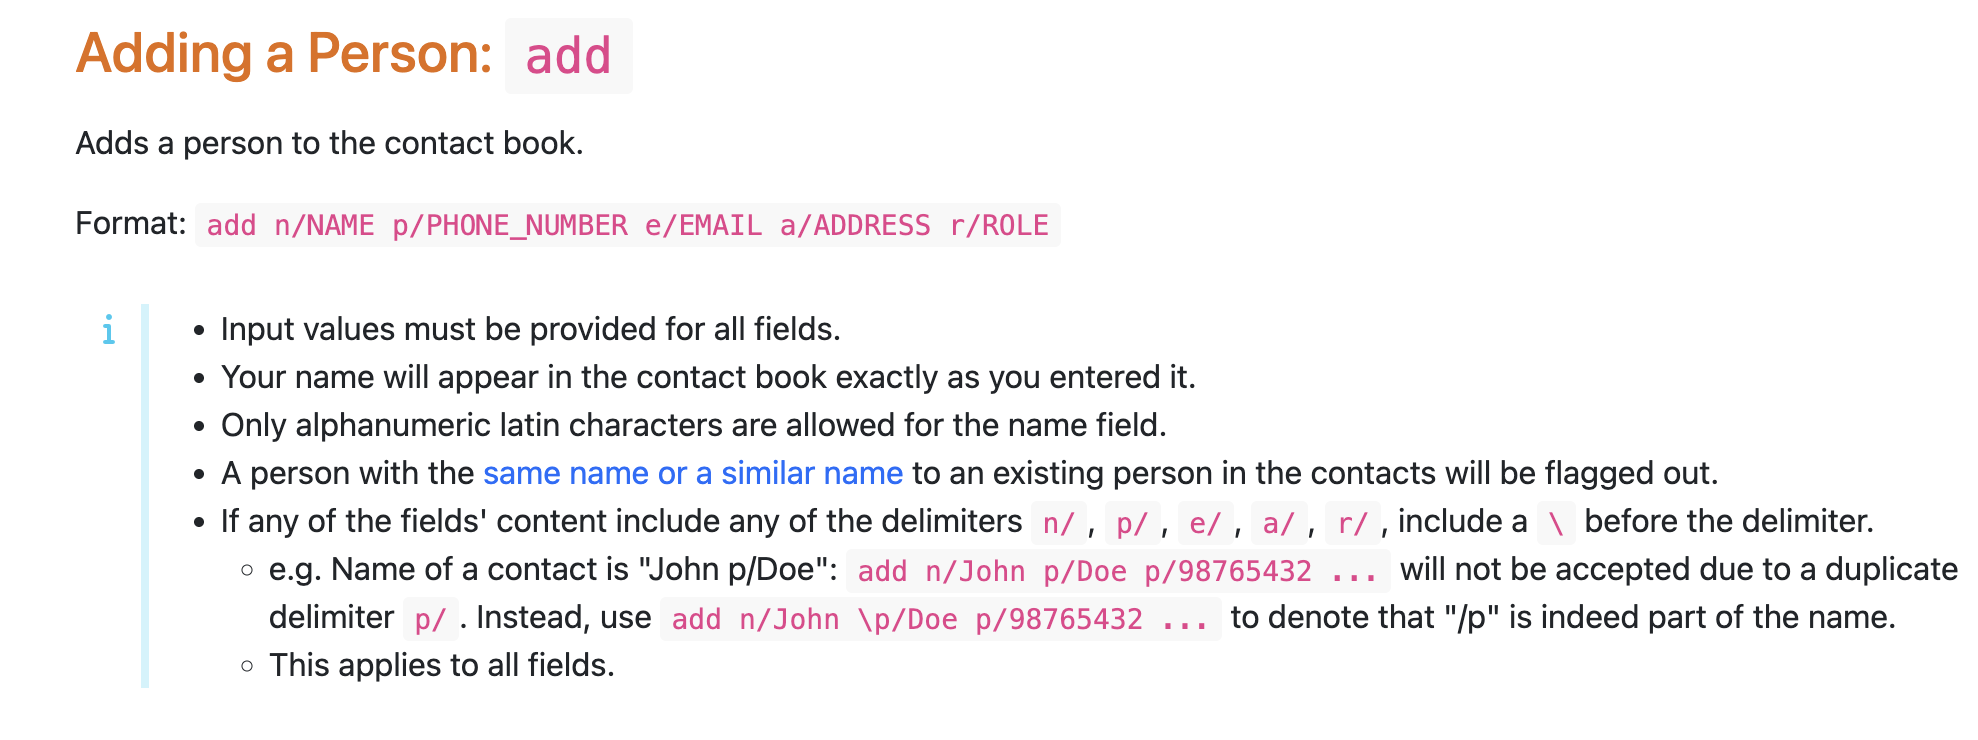 Adding a Person: add
Adds a person to the contact book.
Format: add n/NAME p/PHONE_NUMBER e/EMAIL a/ADDRESS r/ROLE
i
• Input values must be provided for all fields.
• Your name will appear in the contact book exactly as you entered it.
• Only alphanumeric latin characters are allowed for the name field.
• A person with the same name or a similar name to an existing person in the contacts will be flagged out.
• If any of the fields' content include any of the delimiters n/ , p/ , e/ , a/ , r/ , include a \ before the delimiter.
◦ e.g. Name of a contact is "John p/Doe": add n/John p/Doe p/98765432 ... will not be accepted due to a duplicate
delimiter p/ . Instead, use add n/John \p/Doe p/98765432 ... to denote that "/p" is indeed part of the name.
◦ This applies to all fields.